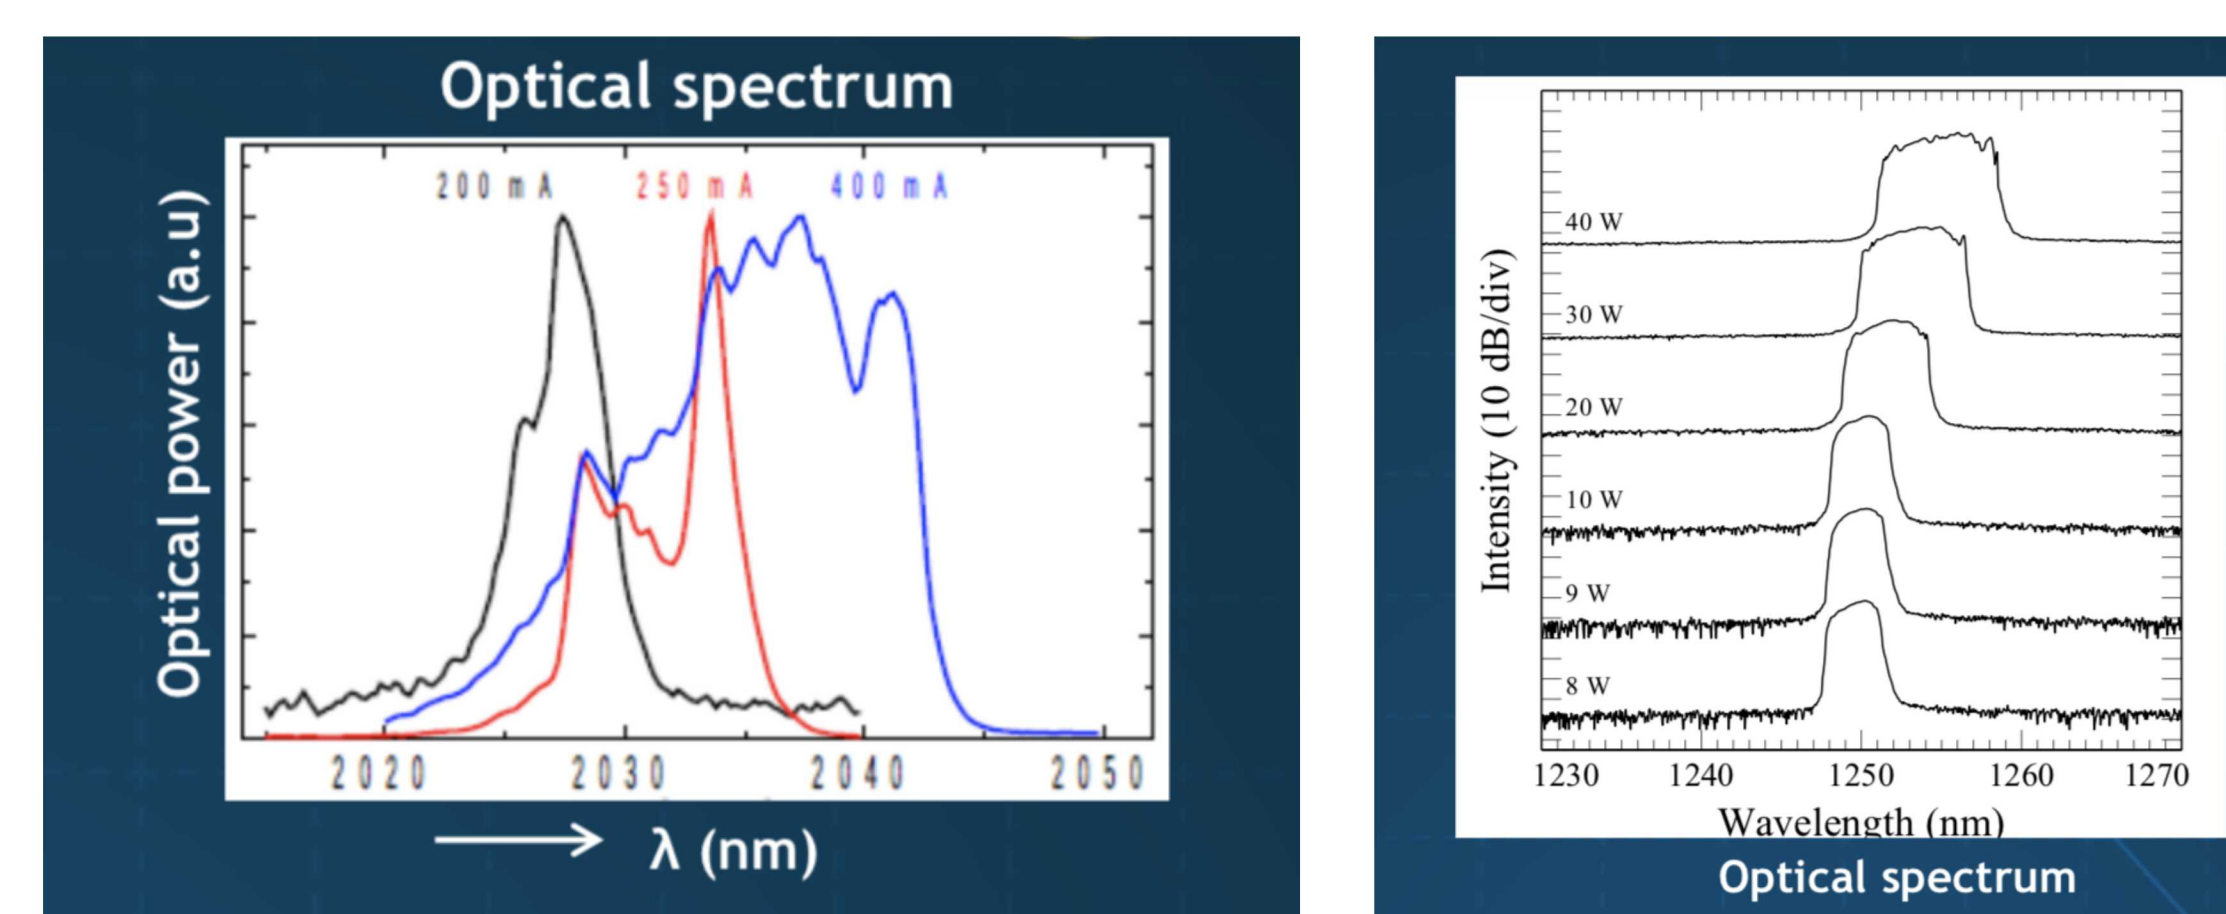 Optical spectrum
Optical power (a.u)
200 mA
250 mA
400 mA
2020
2030
2040
2050
λ (nm)
Intensity (10 dB/div)
40 W
30 W
20 W
10 W
9 W
8 W
1230
1240
1250
1260
1270
Wavelength (nm)
Optical spectrum